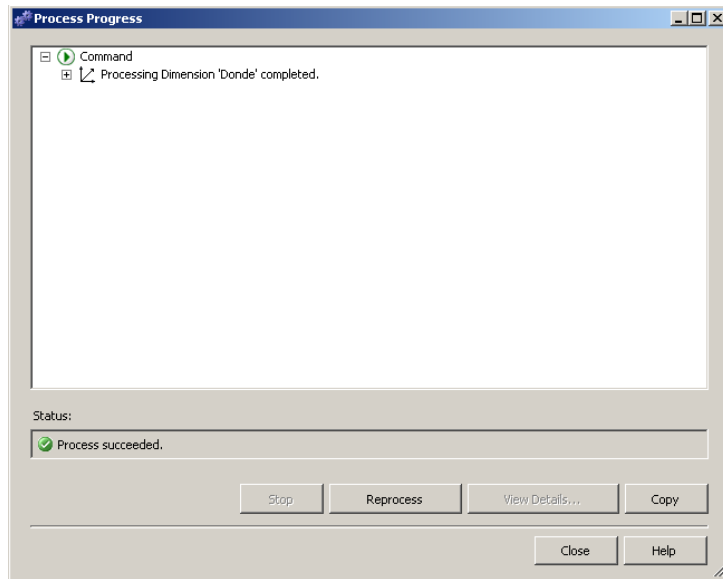 Process Progress
Command
Processing Dimension 'Donde' completed.
Status:
Process succeeded.
Stop Reprocess View Details... Copy
Close Help